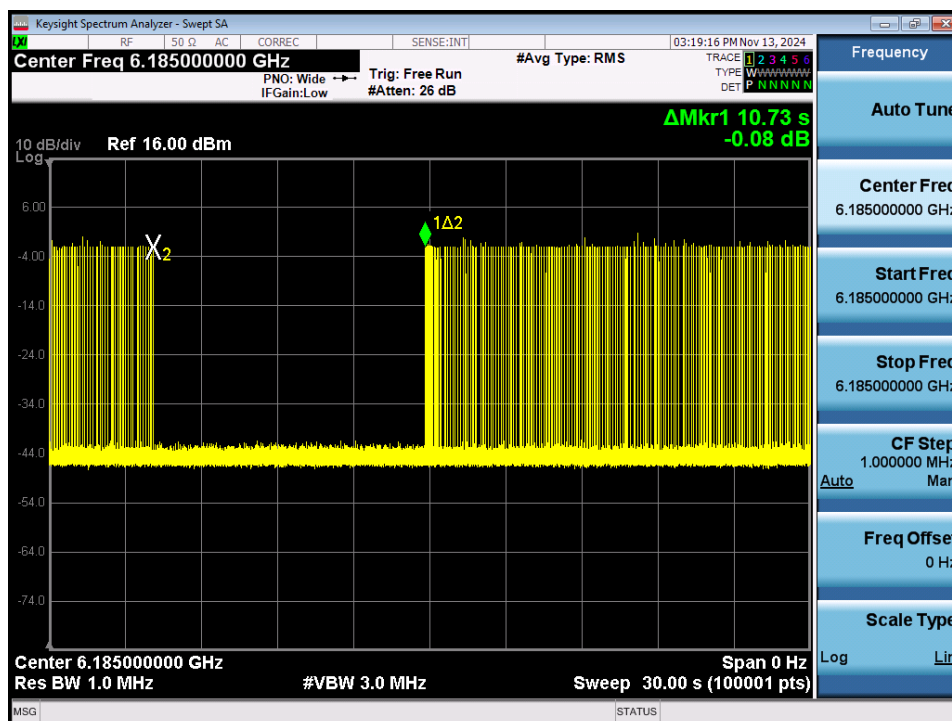 Keysight Spectrum Analyzer - Swept SA
LXI RF 50 Ω AC CORREC SENSE:INT 03:19:16 PM Nov 13, 2024
Center Freq 6.185000000 GHz
PNO: Wide
IFGain:Low
Trig: Free Run
#Atten: 26 dB
#Avg Type: RMS
TRACE 1 2 3 4 5 6
TYPE W
DET P N N N N N
ΔMkr1 10.73 s
-0.08 dB
10 dB/div
Log
Ref 16.00 dBm
6.00
-4.00
-14.0
-24.0
-34.0
-44.0
-54.0
-64.0
-74.0
X2
1Δ2
Center 6.185000000 GHz
Span 0 Hz
Res BW 1.0 MHz
#VBW 3.0 MHz
Sweep 30.00 s (100001 pts)
MSG
STATUS
Frequency
Auto Tune
Center Freq
6.185000000 GHz
Start Freq
6.185000000 GHz
Stop Freq
6.185000000 GHz
CF Step
1.000000 MHz
Auto Man
Freq Offset
0 Hz
Scale Type
Log Lin